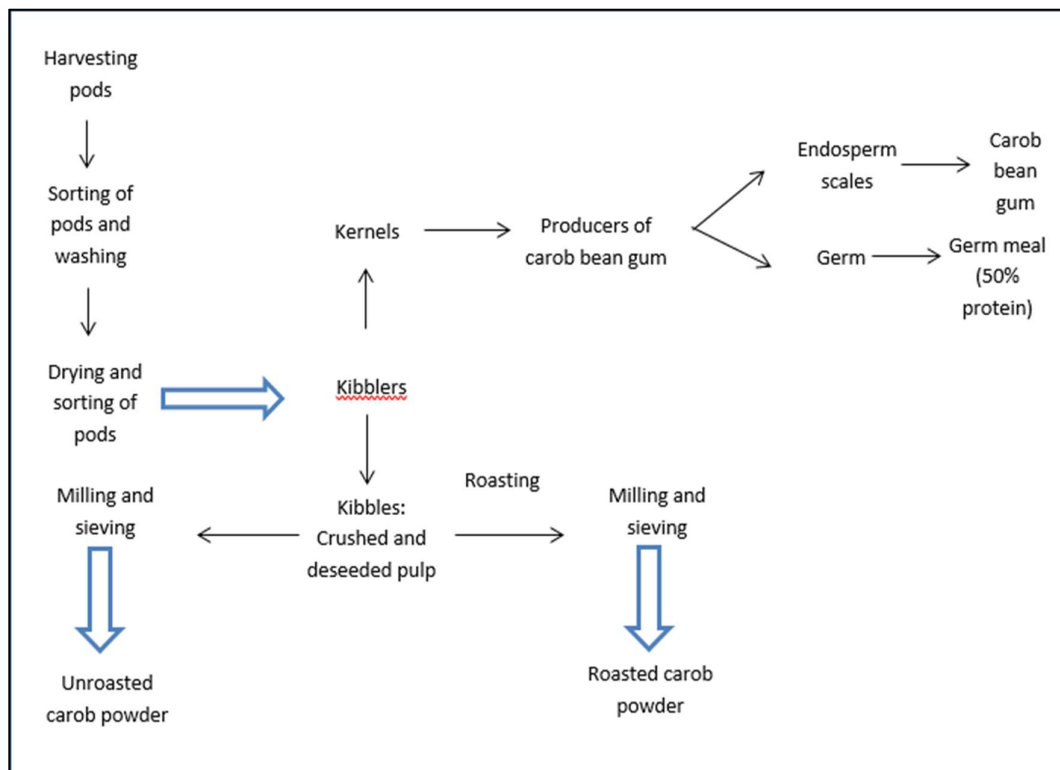 Harvesting
pods
Sorting of
pods and
washing
Drying and
sorting of
pods
Kibblers
Kernels
Producers of
carob bean gum
Endosperm
scales
Carob
bean
gum
Germ
Germ meal
(50%
protein)
Kibbles:
Crushed and
deseeded pulp
Milling and
sieving
Unroasted
carob powder
Roasting
Milling and
sieving
Roasted carob
powder